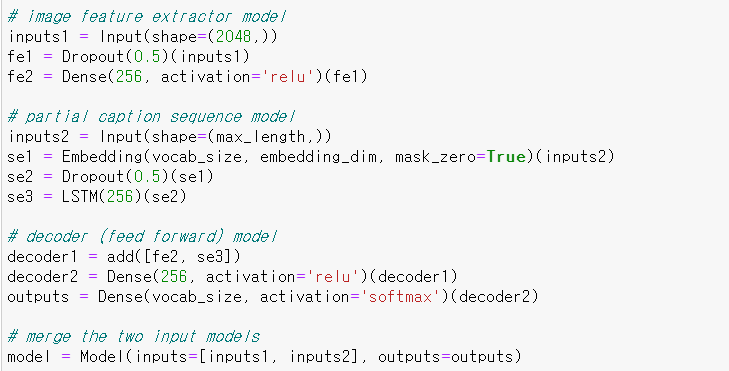 # image feature extractor model
inputs1 = Input(shape=(2048,))
fe1 = Dropout(0.5)(inputs1)
fe2 = Dense(256, activation='relu')(fe1)

# partial caption sequence model
inputs2 = Input(shape=(max_length,))
se1 = Embedding(vocab_size, embedding_dim, mask_zero=True)(inputs2)
se2 = Dropout(0.5)(se1)
se3 = LSTM(256)(se2)

# decoder (feed forward) model
decoder1 = add([fe2, se3])
decoder2 = Dense(256, activation='relu')(decoder1)
outputs = Dense(vocab_size, activation='softmax')(decoder2)

# merge the two input models
model = Model(inputs=[inputs1, inputs2], outputs=outputs)